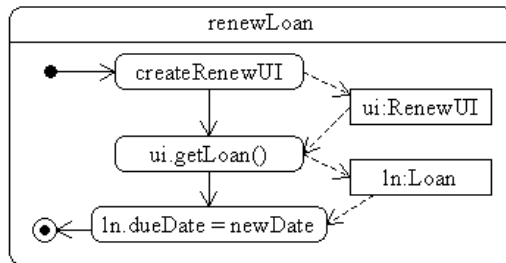 renewLoan
createRenewUI
ui:RenewUI
ui.getLoan()
ln:Loan
ln.dueDate = newDate